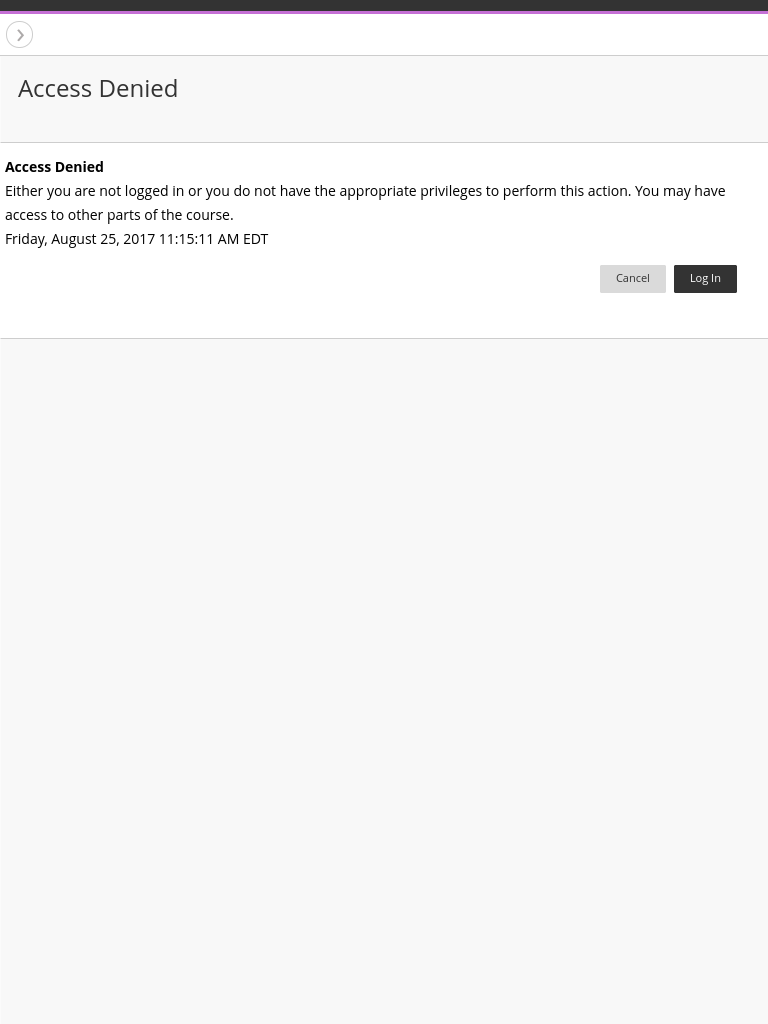 Access Denied
Access Denied
Either you are not logged in or you do not have the appropriate privileges to perform this action. You may have
access to other parts of the course.
Friday, August 25, 2017 11:15:11 AM EDT
Cancel Log In